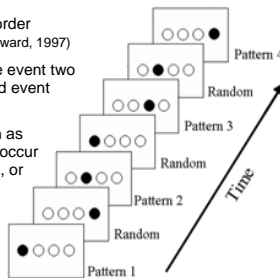 order
ward, 1997)
e event two
d event
n as
occur
, or
Pattern 4
Random
Pattern 3
Random
Pattern 2
Random
Pattern 1
Time